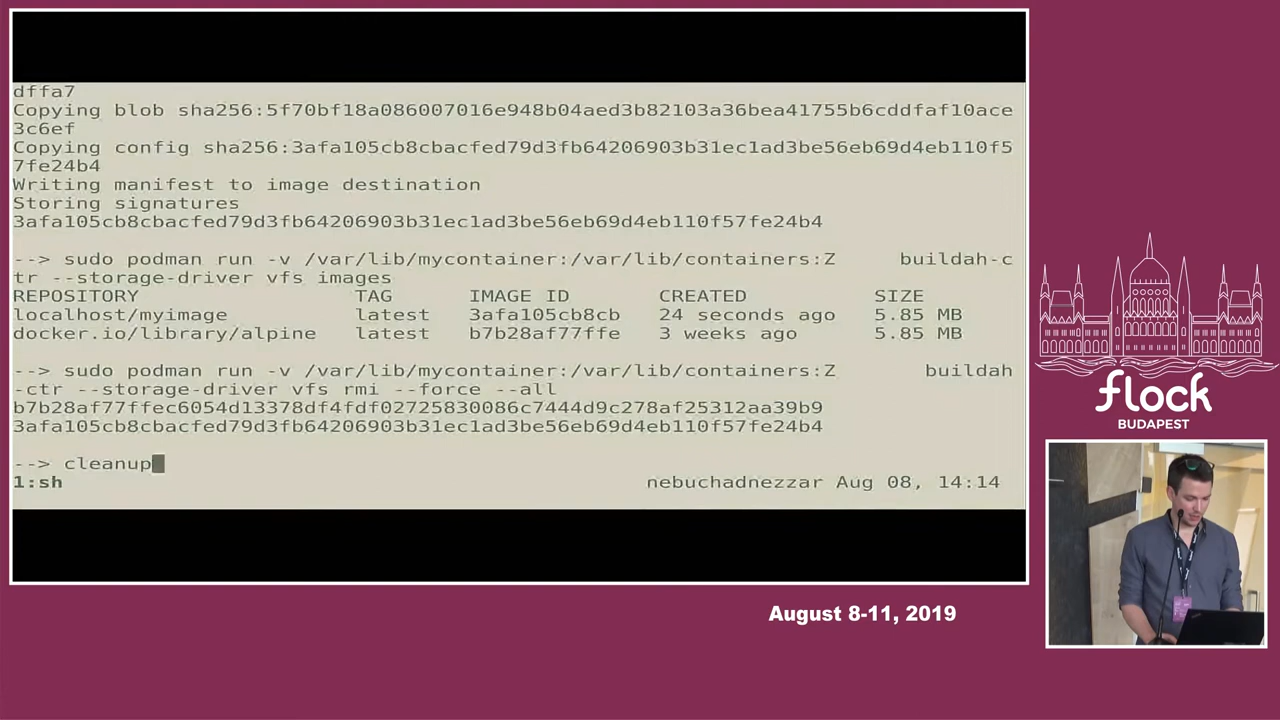 dffa7
Copying blob sha256:5f70bf18a086007016e948b04aed3b82103a36bea41755b6cddfaf10ace
3c6ef
Copying config sha256:3afa105cb8cbacfed79d3fb64206903b31ec1ad3be56eb69d4eb110f5
7fe24b4
Writing manifest to image destination
Storing signatures
3afa105cb8cbacfed79d3fb64206903b31ec1ad3be56eb69d4eb110f57fe24b4
--> sudo podman run -v /var/lib/mycontainer:/var/lib/containers:Z buildah-c
tr --storage-driver vfs images
REPOSITORY TAG IMAGE ID CREATED SIZE
localhost/myimage latest 3afa105cb8cb 24 seconds ago 5.85 MB
docker.io/library/alpine latest b7b28af77ffe 3 weeks ago 5.85 MB
--> sudo podman run -v /var/lib/mycontainer:/var/lib/containers:Z buildah
-ctr --storage-driver vfs rmi --force --all
b7b28af77ffec6054d13378df4fdf02725830086c7444d9c278af25312aa39b9
3afa105cb8cbacfed79d3fb64206903b31ec1ad3be56eb69d4eb110f57fe24b4
--> cleanup
1:sh nebuchadnezzar Aug 08, 14:14
flock
BUDAPEST
August 8-11, 2019